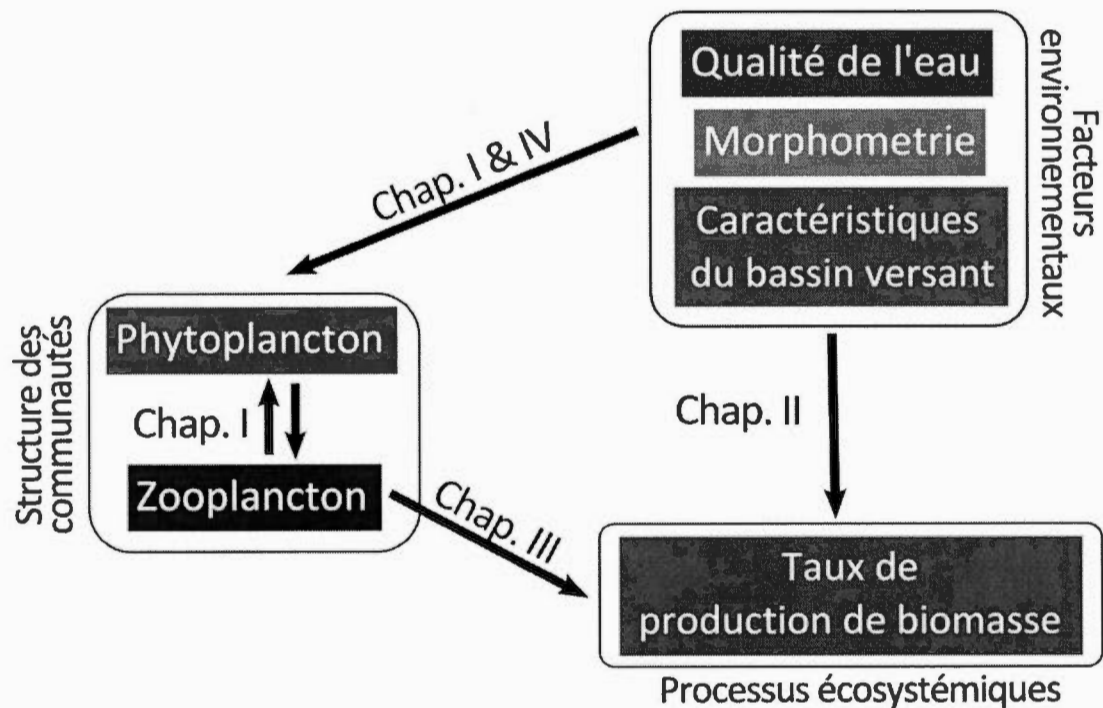 Qualité de l'eau
Morphometrie
Caractéristiques
du bassin versant
Facteurs
environnementaux
Chap. I & IV
Structure des
communautés
Phytoplancton
Chap. I
Zooplancton
Chap. II
Chap. III
Taux de
production de biomasse
Processus écosystémiques